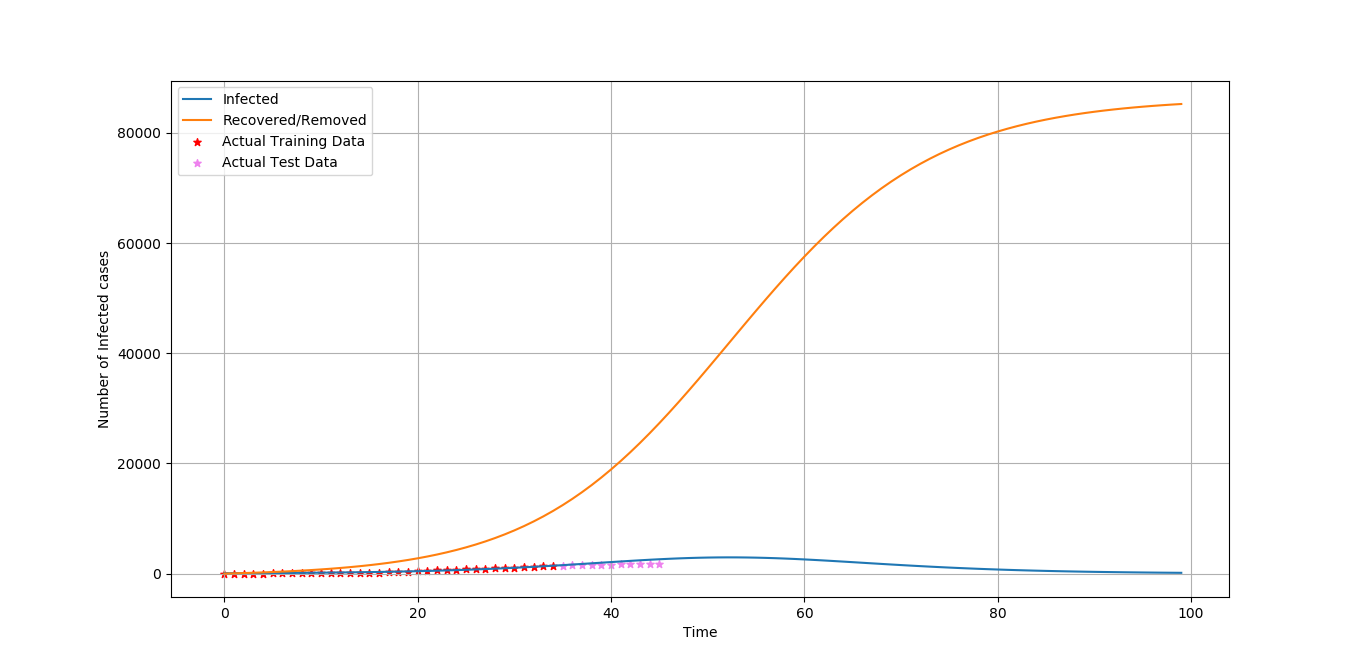 Infected
Recovered/Removed
Actual Training Data
Actual Test Data
Number of Infected cases
80000
60000
40000
20000
0
0 20 40 60 80 100
Time